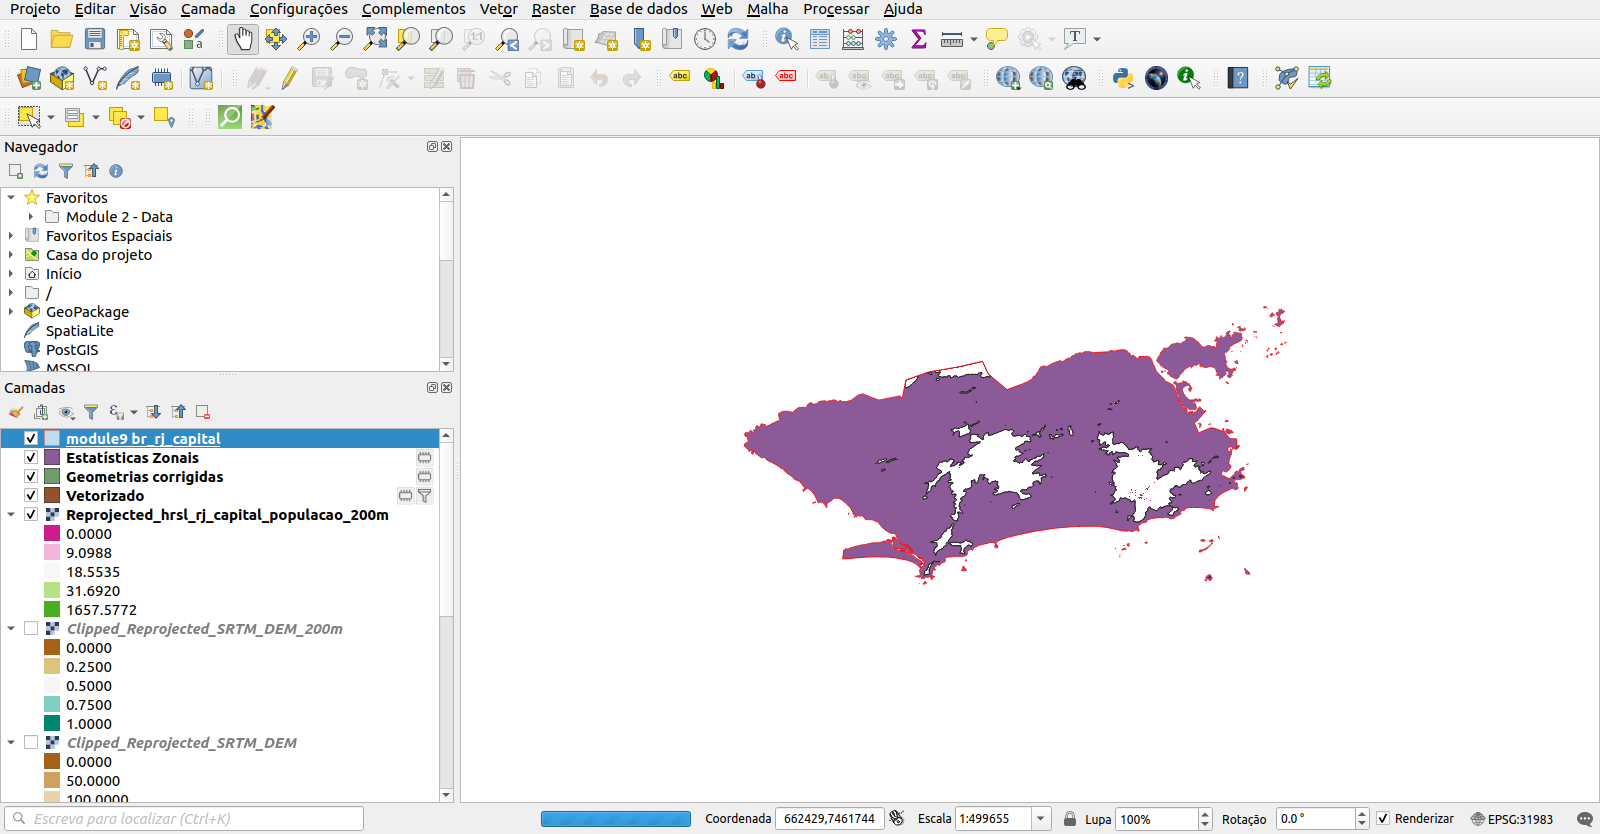 Projeto Editar Visão Camada Configurações Complementos Vetor Raster Base de dados Web Malha Processar Ajuda
Navegador
Favoritos
Module 2 - Data
Favoritos Espaciais
Casa do projeto
Início
/
GeoPackage
SpatiaLite
PostGIS
MSSQL
Camadas
module9 br_rj_capital
Estatísticas Zonais
Geometrias corrigidas
Vetorizado
Reprojected_hrsl_rj_capital_populacao_200m
0.0000
9.0988
18.5535
31.6920
1657.5772
Clipped_Reprojected_SRTM_DEM_200m
0.0000
0.2500
0.5000
0.7500
1.0000
Clipped_Reprojected_SRTM_DEM
0.0000
50.0000
100.0000
Escreva para localizar (Ctrl+K)
Coordenada 662429,7461744 Escala 1:499655 Lupa 100% Rotação 0.0 ° Renderizar EPSG:31983